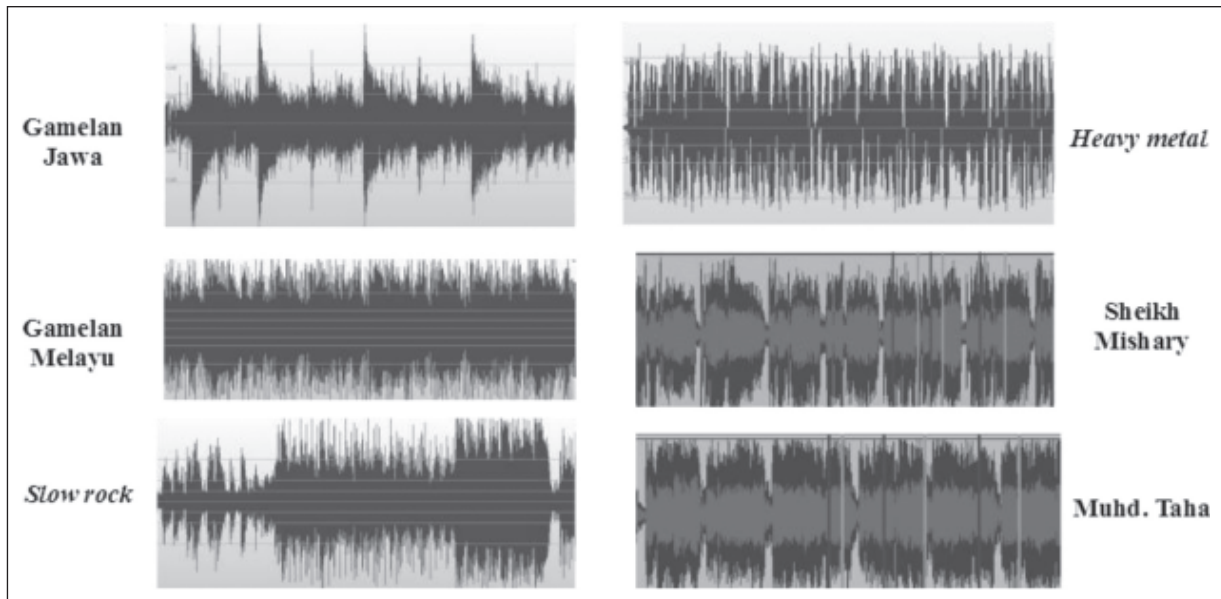 Gamelan
Jawa
Heavy metal
Gamelan
Melayu
Sheikh
Mishary
Slow rock
Muhd. Taha